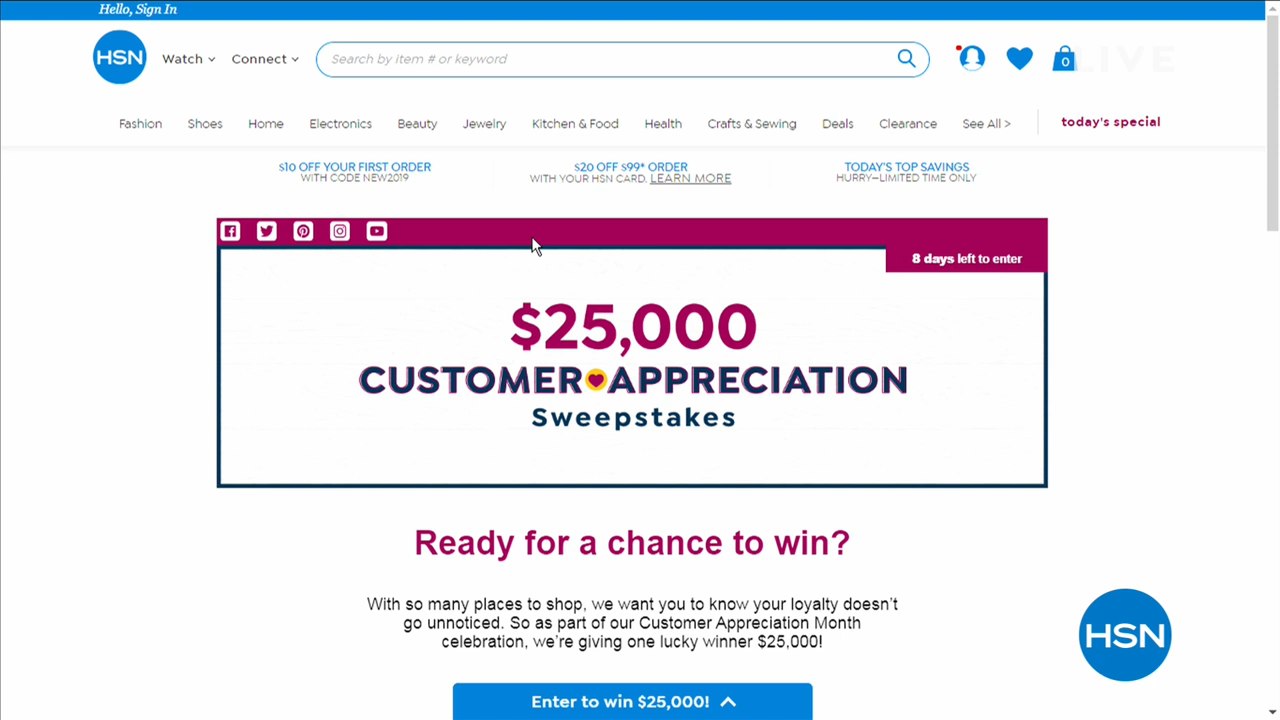 Hello, Sign In
HSN
Watch
Connect
Search by item # or keyword
0
LIVE
Fashion
Shoes
Home
Electronics
Beauty
Jewelry
Kitchen & Food
Health
Crafts & Sewing
Deals
Clearance
See All >
today's special
$10 OFF YOUR FIRST ORDER
WITH CODE NEW2019
$20 OFF $99* ORDER
WITH YOUR HSN CARD. LEARN MORE
TODAY'S TOP SAVINGS
HURRY—LIMITED TIME ONLY
8 days left to enter
$25,000
CUSTOMER APPRECIATION
Sweepstakes
Ready for a chance to win?
With so many places to shop, we want you to know your loyalty doesn’t
go unnoticed. So as part of our Customer Appreciation Month
celebration, we’re giving one lucky winner $25,000!
HSN
Enter to win $25,000!